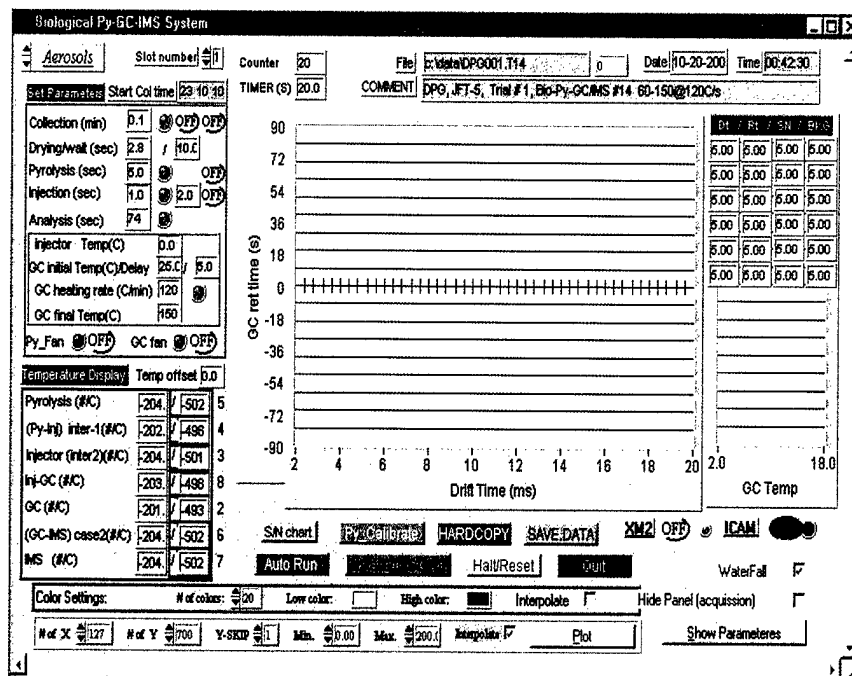 Biological Py-GC-IMS System
Aerosols Slot number 1 Counter 20 File c:\data\DPG001.T14 0 Date 10-20-200 Time 00:42:30
Set Parameters Start Col time 23 10 10 TIMER (S) 20.0 COMMENT DPG, JFT-5, Trial # 1, Bio-Py-GC/IMS #14 60-150@120C/s
Collection (min) 0.1 OFF OFF
Drying/wait (sec) 2.8 / 10.0
Pyrolysis (sec) 5.0 OFF
Injection (sec) 1.0 2.0 OFF
Analysis (sec) 74
Injector Temp(C) 0.0
GC initial Temp(C)/Delay 25.0 / 5.0
GC heating rate (C/min) 120
GC final Temp(C) 150
Py_Fan OFF GC fan OFF
Temperature Display Temp offset 0.0
Pyrolysis (#/C) -204. / -502 5
(Py-Inj) inter-1(#/C) -202. / -496 4
Injector (inter2)(#/C) -204. / -501 3
Inj-GC (#/C) -203. / -498 8
GC (#/C) -201. / -493 2
(GC-IMS) case2(#/C) -204. / -502 6
IMS (#/C) -204. / -502 7
GC ret time (s)
90
72
54
36
18
0
-18
-36
-54
-72
-90
2 4 6 8 10 12 14 16 18 20
Drift Time (ms)
Dt / Rt / SN / BKG
5.00 5.00 5.00 5.00
5.00 5.00 5.00 5.00
5.00 5.00 5.00 5.00
5.00 5.00 5.00 5.00
5.00 5.00 5.00 5.00
5.00 5.00 5.00 5.00
2.0 18.0
GC Temp
S/N chart Py_Calibrate HARDCOPY SAVE.DATA XM2 OFF ICAM
Auto Run Halt/Reset Quit WaterFall
Color Settings: # of colors: 20 Low color: High color: Interpolate Hide Panel (acquission)
# of X 127 # of Y 700 Y-SKIP 1 Min. 0.00 Max. 200.0 Interpolate Plot Show Parameteres